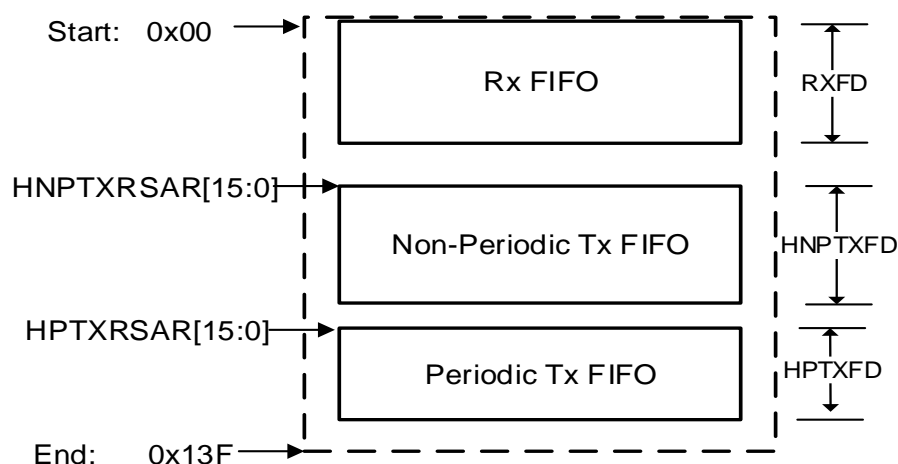 Start: 0x00
Rx FIFO
RXFD
HNPTXRSAR[15:0]
Non-Periodic Tx FIFO
HNPTXFD
HPTXRSAR[15:0]
Periodic Tx FIFO
HPTXFD
End: 0x13F